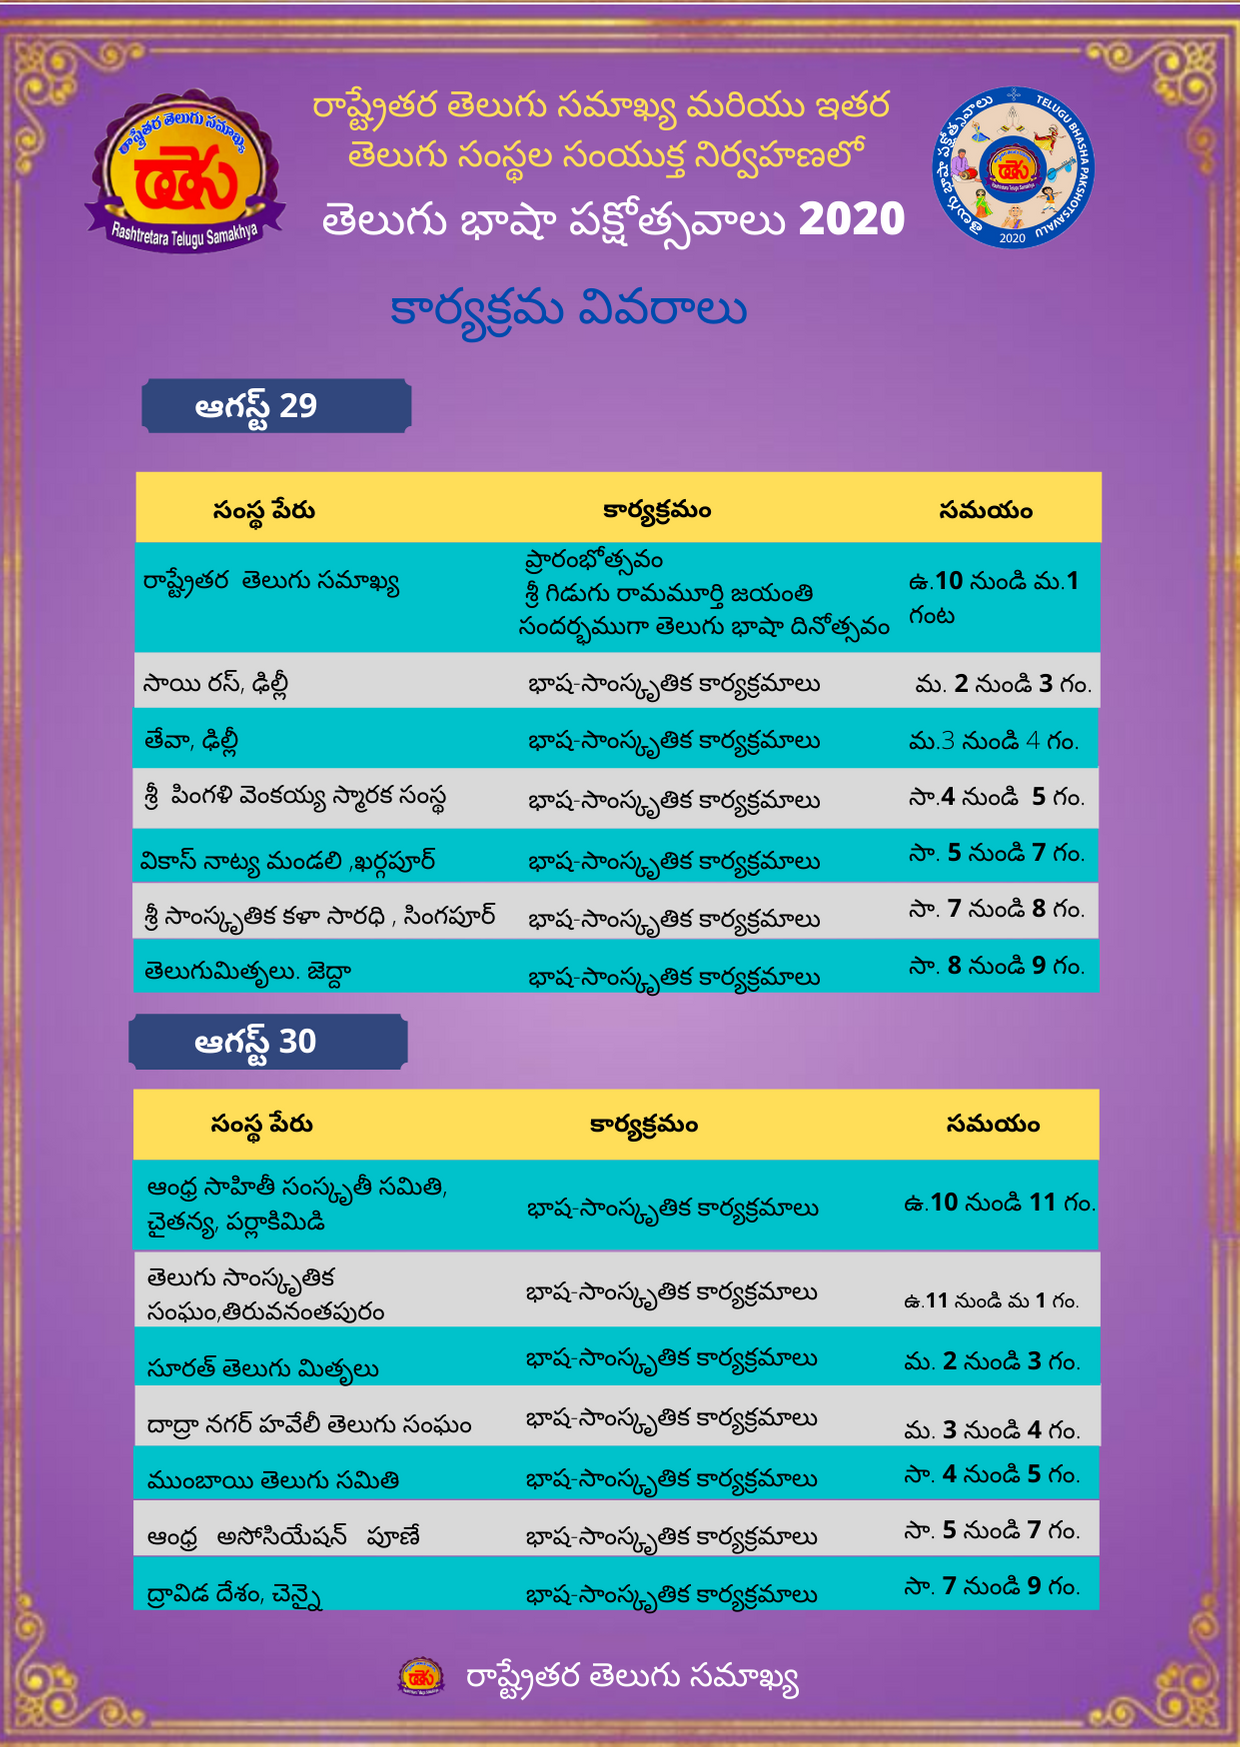 రాష్ట్రేతర తెలుగు సమాఖ్య మరియు ఇతర
తెలుగు సంస్థల సంయుక్త నిర్వహణలో
తెలుగు భాషా పక్షోత్సవాలు 2020
రాష్ట్రేతర తెలుగు సమాఖ్య
Rashtretara Telugu Samakhya
తెలుగు భాషా పక్షోత్సవాలు
TELUGU BHASHA PAKSHOTSAVALU
2020
కార్యక్రమ వివరాలు
ఆగస్ట్ 29
సంస్థ పేరు కార్యక్రమం సమయం
రాష్ట్రేతర తెలుగు సమాఖ్య
ప్రారంభోత్సవం
శ్రీ గిడుగు రామమూర్తి జయంతి
సందర్భముగా తెలుగు భాషా దినోత్సవం
ఉ.10 నుండి మ.1
గంట
సాయి రస్, ఢిల్లీ భాష-సాంస్కృతిక కార్యక్రమాలు మ. 2 నుండి 3 గం.
తేవా, ఢిల్లీ భాష-సాంస్కృతిక కార్యక్రమాలు మ.3 నుండి 4 గం.
శ్రీ పింగళి వెంకయ్య స్మారక సంస్థ భాష-సాంస్కృతిక కార్యక్రమాలు సా.4 నుండి 5 గం.
వికాస్ నాట్య మండలి ,ఖర్గపూర్ భాష-సాంస్కృతిక కార్యక్రమాలు సా. 5 నుండి 7 గం.
శ్రీ సాంస్కృతిక కళా సారధి , సింగపూర్ భాష-సాంస్కృతిక కార్యక్రమాలు సా. 7 నుండి 8 గం.
తెలుగుమిత్రులు. జెద్దా భాష-సాంస్కృతిక కార్యక్రమాలు సా. 8 నుండి 9 గం.
ఆగస్ట్ 30
సంస్థ పేరు కార్యక్రమం సమయం
ఆంధ్ర సాహితీ సంస్కృతీ సమితి,
చైతన్య, పర్లాకిమిడి
భాష-సాంస్కృతిక కార్యక్రమాలు ఉ.10 నుండి 11 గం.
తెలుగు సాంస్కృతిక
సంఘం,తిరువనంతపురం
భాష-సాంస్కృతిక కార్యక్రమాలు ఉ.11 నుండి మ 1 గం.
సూరత్ తెలుగు మిత్రులు భాష-సాంస్కృతిక కార్యక్రమాలు మ. 2 నుండి 3 గం.
దాద్రా నగర్ హవేలీ తెలుగు సంఘం భాష-సాంస్కృతిక కార్యక్రమాలు మ. 3 నుండి 4 గం.
ముంబాయి తెలుగు సమితి భాష-సాంస్కృతిక కార్యక్రమాలు సా. 4 నుండి 5 గం.
ఆంధ్ర అసోసియేషన్ పూణే భాష-సాంస్కృతిక కార్యక్రమాలు సా. 5 నుండి 7 గం.
ద్రావిడ దేశం, చెన్నై భాష-సాంస్కృతిక కార్యక్రమాలు సా. 7 నుండి 9 గం.
రాష్ట్రేతర తెలుగు సమాఖ్య